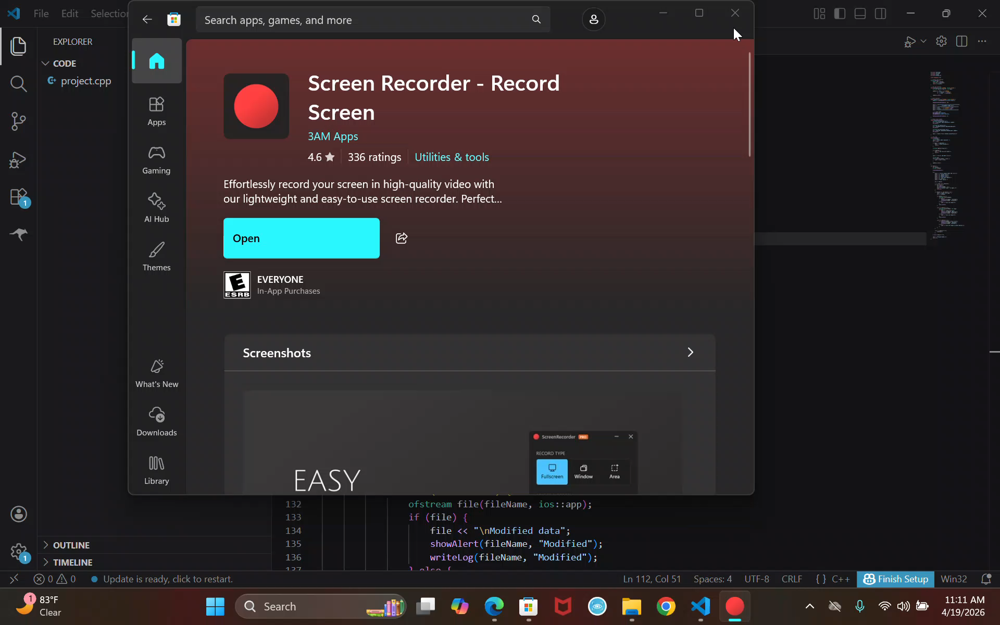 File Edit Selection
Search apps, games, and more
EXPLORER
CODE
project.cpp
Apps
Gaming
AI Hub
Themes
What's New
Downloads
Library
Screen Recorder - Record
Screen
3AM Apps
4.6 336 ratings Utilities & tools
Effortlessly record your screen in high-quality video with
our lightweight and easy-to-use screen recorder. Perfect...
Open
E
ESRB
EVERYONE
In-App Purchases
Screenshots
EASY
ScreenRecorder PRO
RECORD TYPE
Fullscreen Window Area
132 ofstream file(fileName, ios::app);
133 if (file) {
134 file << "\nModified data";
135 showAlert(fileName, "Modified");
136 writeLog(fileName, "Modified");
137 } else {
1
OUTLINE
1
TIMELINE
0 0 Update is ready, click to restart.
Ln 112, Col 51 Spaces: 4 UTF-8 CRLF {} C++ Finish Setup Win32
1
83°F
Clear
Search
11:11 AM
4/19/2026